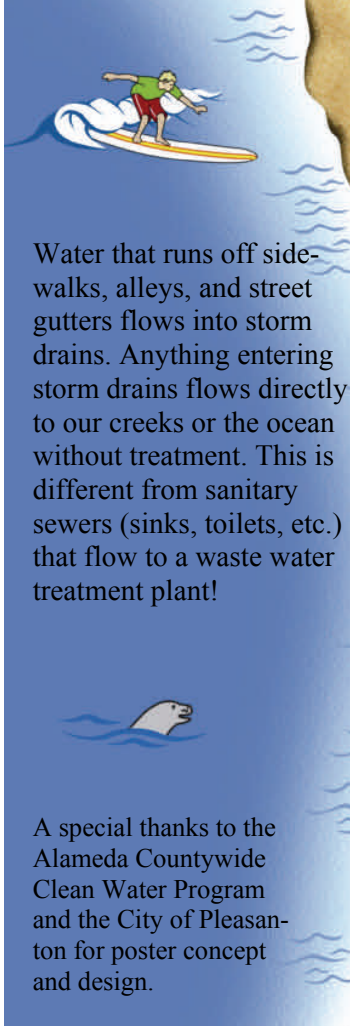 Water that runs off side-
walks, alleys, and street
gutters flows into storm
drains. Anything entering
storm drains flows directly
to our creeks or the ocean
without treatment. This is
different from sanitary
sewers (sinks, toilets, etc.)
that flow to a waste water
treatment plant!
A special thanks to the
Alameda Countywide
Clean Water Program
and the City of Pleasan-
ton for poster concept
and design.